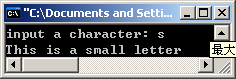 "C:\Documents and Setti...
input a character: s
This is a small letter
最大